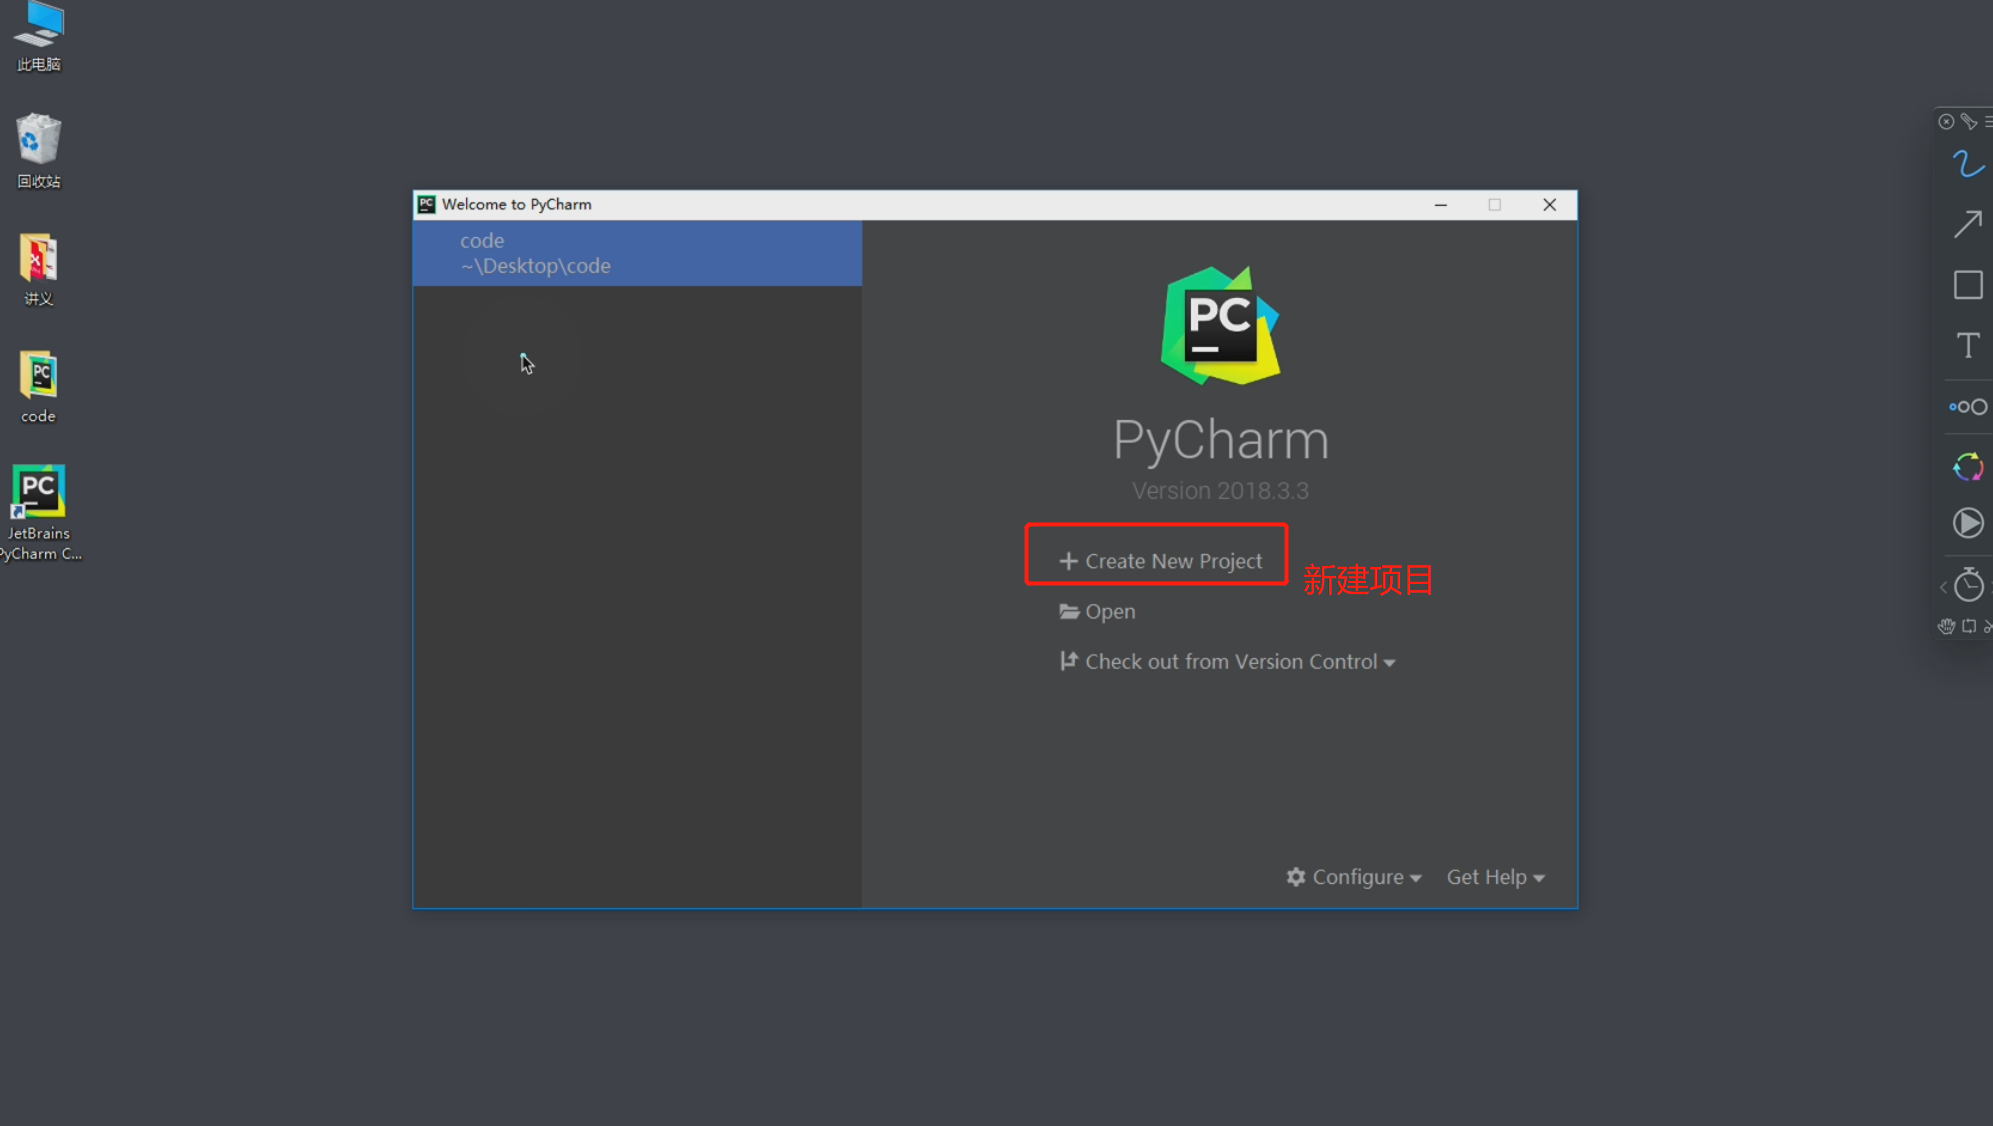 此电脑
回收站
讲义
code
JetBrains
PyCharm C...
Welcome to PyCharm
code
~\Desktop\code
PC
PyCharm
Version 2018.3.3
Create New Project
新建项目
Open
Check out from Version Control
Configure
Get Help